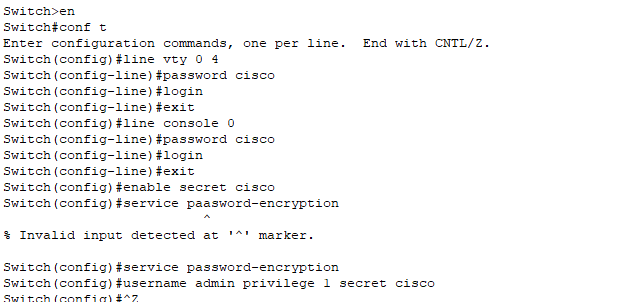 Switch>en
Switch#conf t
Enter configuration commands, one per line.  End with CNTL/Z.
Switch(config)#line vty 0 4
Switch(config-line)#password cisco
Switch(config-line)#login
Switch(config-line)#exit
Switch(config)#line console 0
Switch(config-line)#password cisco
Switch(config-line)#login
Switch(config-line)#exit
Switch(config)#enable secret cisco
Switch(config)#service paasword-encryption
                         ^
% Invalid input detected at '^' marker.
Switch(config)#service password-encryption
Switch(config)#username admin privilege 1 secret cisco
Switch(config)#^Z